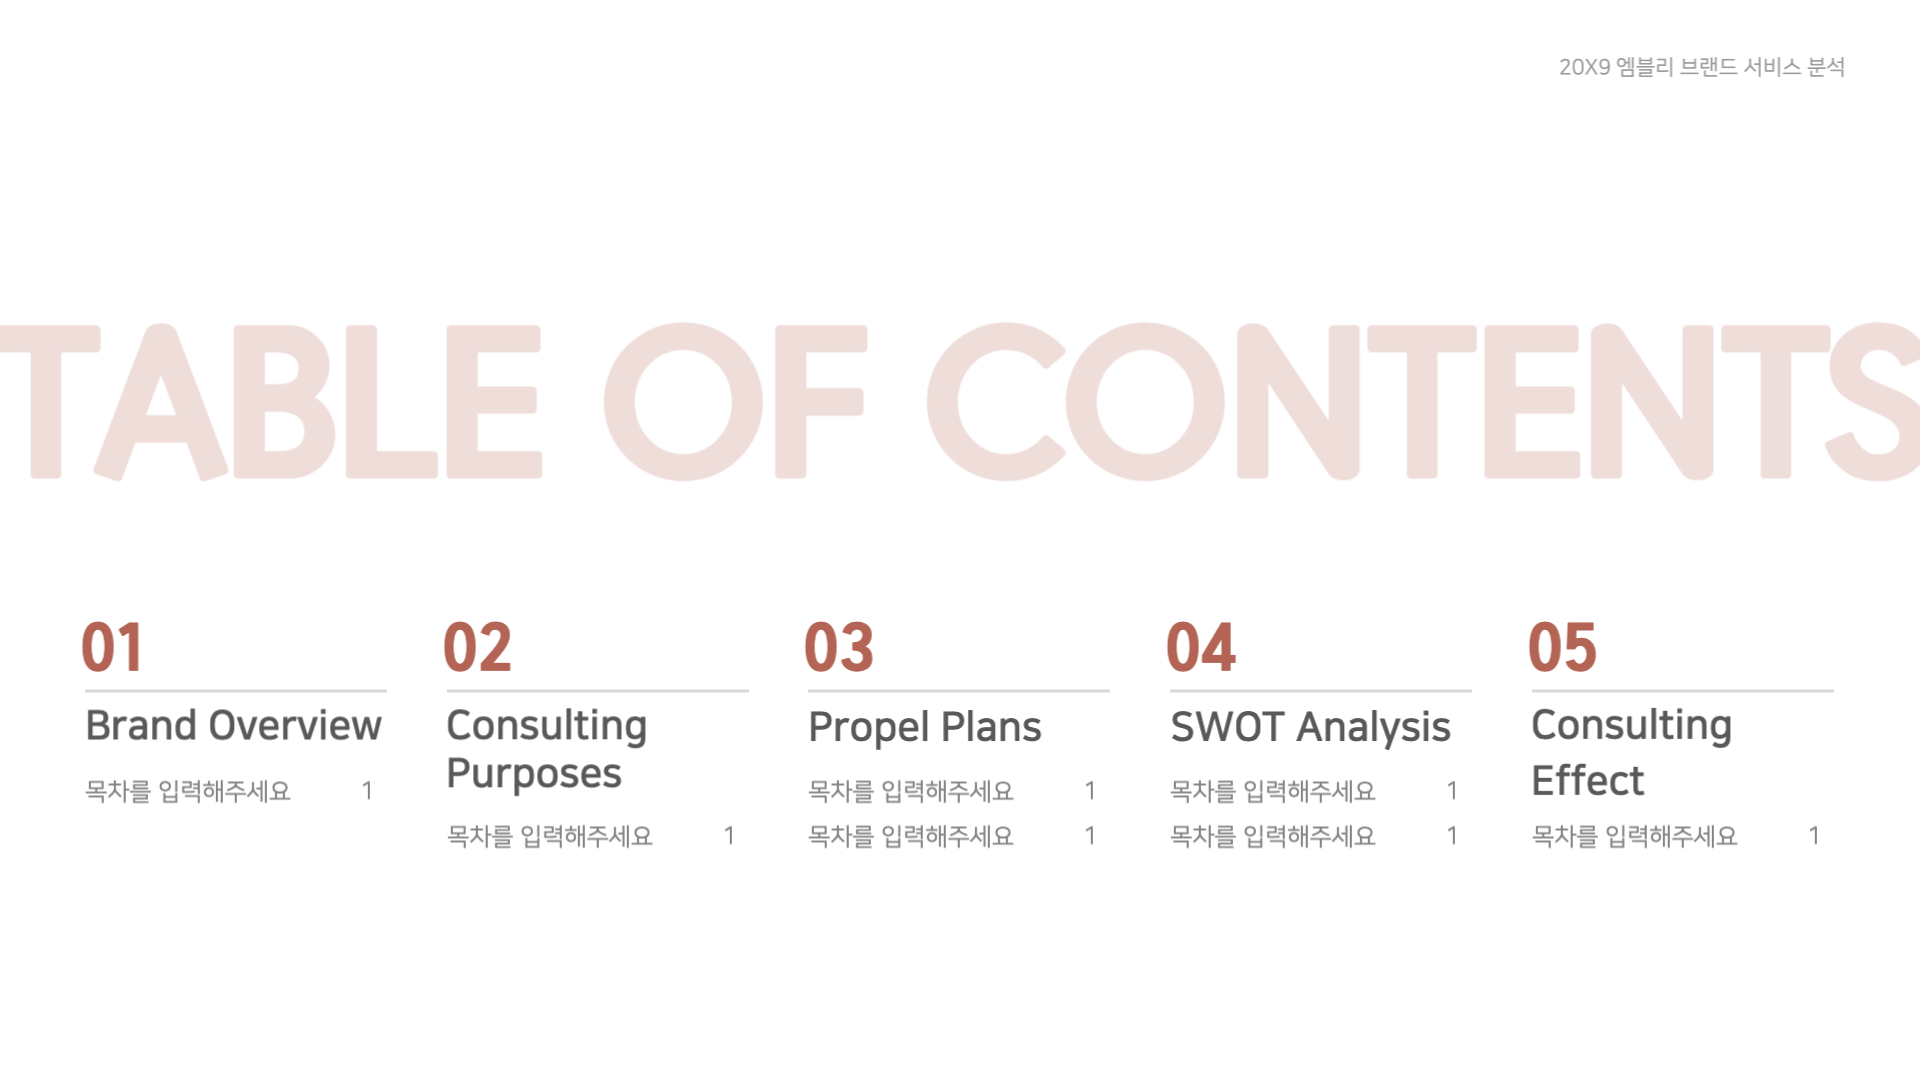 20X9 엠블리 브랜드 서비스 분석
TABLE OF CONTENTS
01
Brand Overview
목차를 입력해주세요 1
02
Consulting
Purposes
목차를 입력해주세요 1
03
Propel Plans
목차를 입력해주세요 1
목차를 입력해주세요 1
04
SWOT Analysis
목차를 입력해주세요 1
목차를 입력해주세요 1
05
Consulting
Effect
목차를 입력해주세요 1